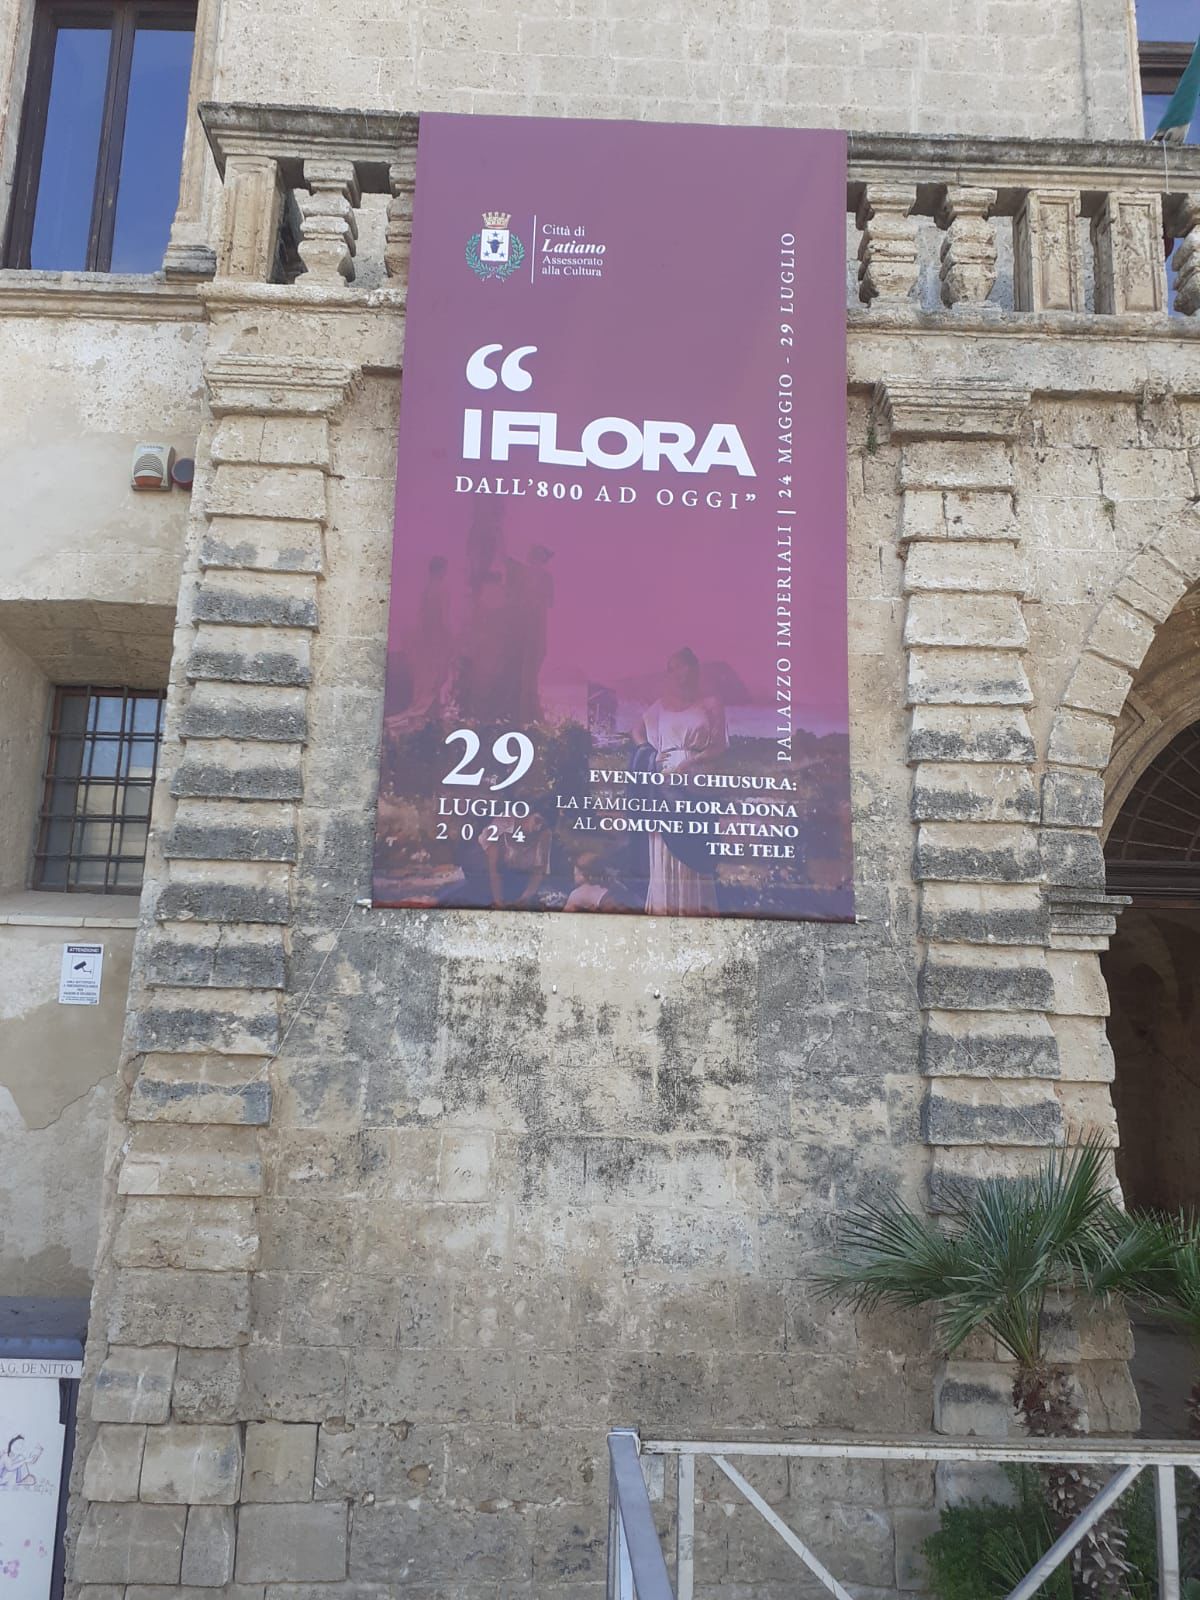 Città di
Latiano
Assessorato
alla Cultura
“
I FLORA
DALL'800 AD OGGI”
PALAZZO IMPERIALI | 24 MAGGIO - 29 LUGLIO
29
LUGLIO
2024
EVENTO DI CHIUSURA:
LA FAMIGLIA FLORA DONA
AL COMUNE DI LATIANO
TRE TELE
ATTENZIONE
G. DE NITTO